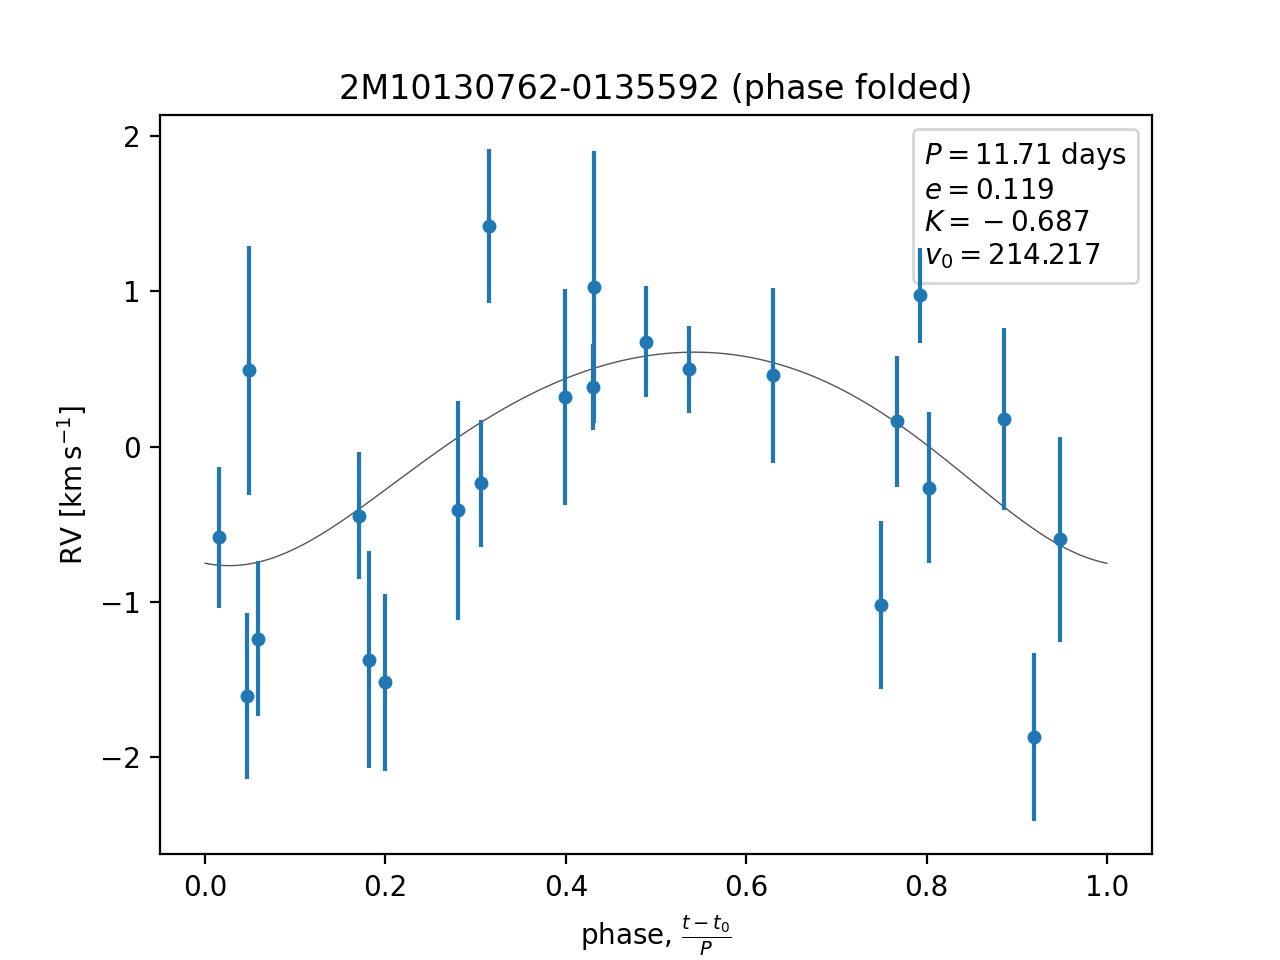 2M10130762-0135592 (phase folded)
P = 11.71 days
e = 0.119
K = −0.687
v₀ = 214.217
RV [km s⁻¹]
2
1
0
−1
−2
0.0 0.2 0.4 0.6 0.8 1.0
phase, (t − t₀)/P